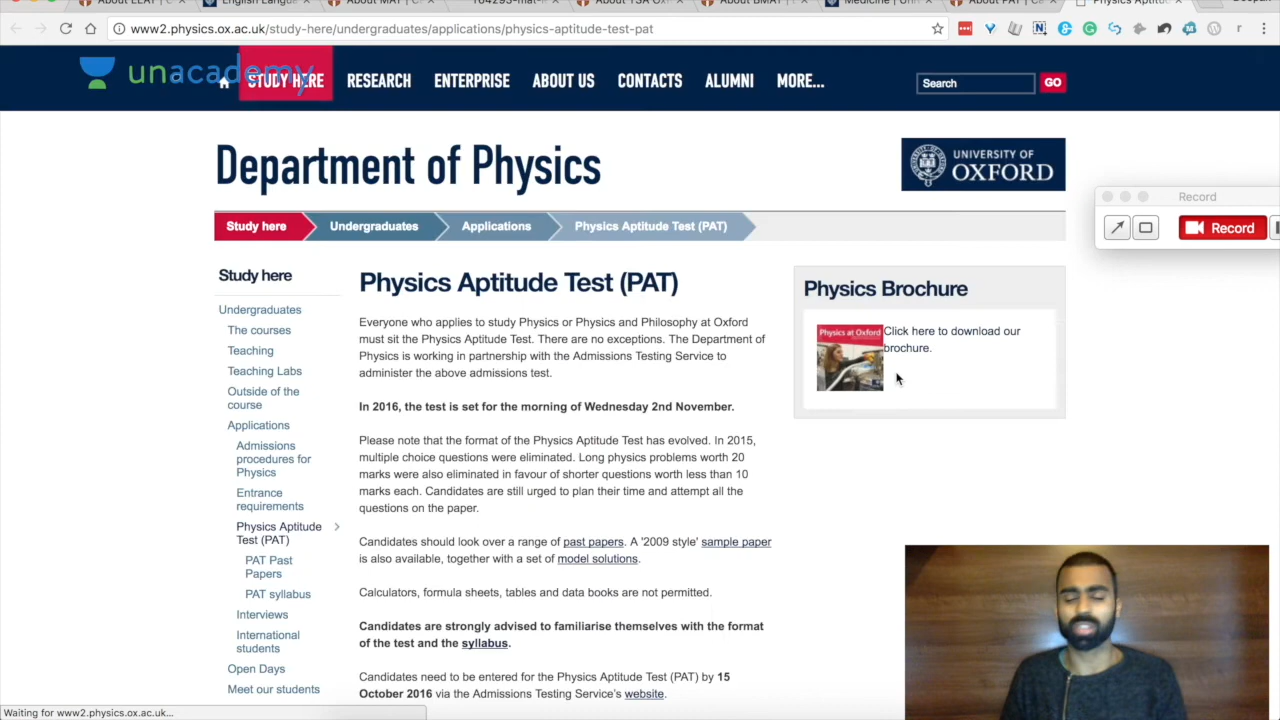 About MAT
About TSA
About BMAT
About PAT
Physics Aptitu
www2.physics.ox.ac.uk/study-here/undergraduates/applications/physics-aptitude-test-pat
unacademy
STUDY HERE
RESEARCH
ENTERPRISE
ABOUT US
CONTACTS
ALUMNI
MORE...
Search
GO
Department of Physics
UNIVERSITY OF
OXFORD
Record
Record
Study here
Undergraduates
Applications
Physics Aptitude Test (PAT)
Study here
Undergraduates
The courses
Teaching
Teaching Labs
Outside of the
course
Applications
Admissions
procedures for
Physics
Entrance
requirements
Physics Aptitude
Test (PAT)
PAT Past
Papers
PAT syllabus
Interviews
International
students
Open Days
Meet our students
Physics Aptitude Test (PAT)
Everyone who applies to study Physics or Physics and Philosophy at Oxford
must sit the Physics Aptitude Test. There are no exceptions. The Department of
Physics is working in partnership with the Admissions Testing Service to
administer the above admissions test.
In 2016, the test is set for the morning of Wednesday 2nd November.
Please note that the format of the Physics Aptitude Test has evolved. In 2015,
multiple choice questions were eliminated. Long physics problems worth 20
marks were also eliminated in favour of shorter questions worth less than 10
marks each. Candidates are still urged to plan their time and attempt all the
questions on the paper.
Candidates should look over a range of past papers. A '2009 style' sample paper
is also available, together with a set of model solutions.
Calculators, formula sheets, tables and data books are not permitted.
Candidates are strongly advised to familiarise themselves with the format
of the test and the syllabus.
Candidates need to be entered for the Physics Aptitude Test (PAT) by 15
October 2016 via the Admissions Testing Service's website.
Physics Brochure
Physics at Oxford
Click here to download our
brochure.
Waiting for www2.physics.ox.ac.uk...